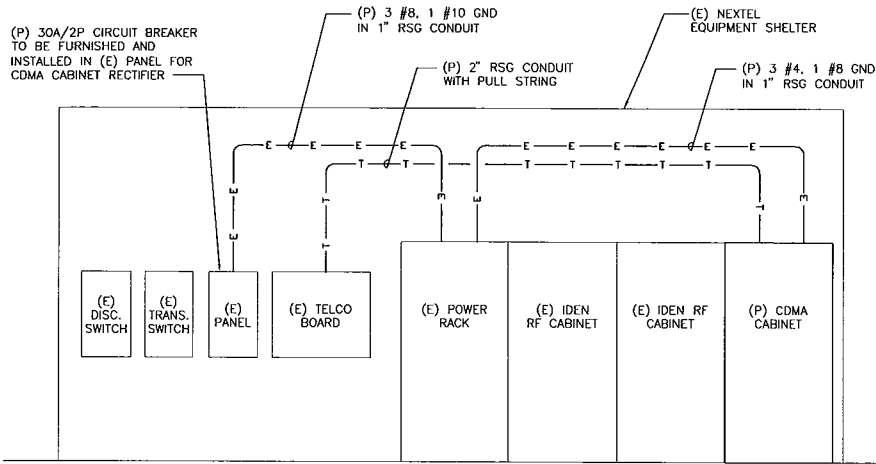 (P) 30A/2P CIRCUIT BREAKER
TO BE FURNISHED AND
INSTALLED IN (E) PANEL FOR
CDMA CABINET RECTIFIER
(P) 3 #8, 1 #10 GND
IN 1" RSG CONDUIT
(P) 2" RSG CONDUIT
WITH PULL STRING
(E) NEXTEL
EQUIPMENT SHELTER
(P) 3 #4, 1 #8 GND
IN 1" RSG CONDUIT
E E E E
E E E E E E
T T
T T T T T
E
E
T
T
E
E
T
E
(E)
DISC.
SWITCH
(E)
TRANS.
SWITCH
(E)
PANEL
(E) TELCO
BOARD
(E) POWER
RACK
(E) IDEN
RF CABINET
(E) IDEN RF
CABINET
(P) CDMA
CABINET